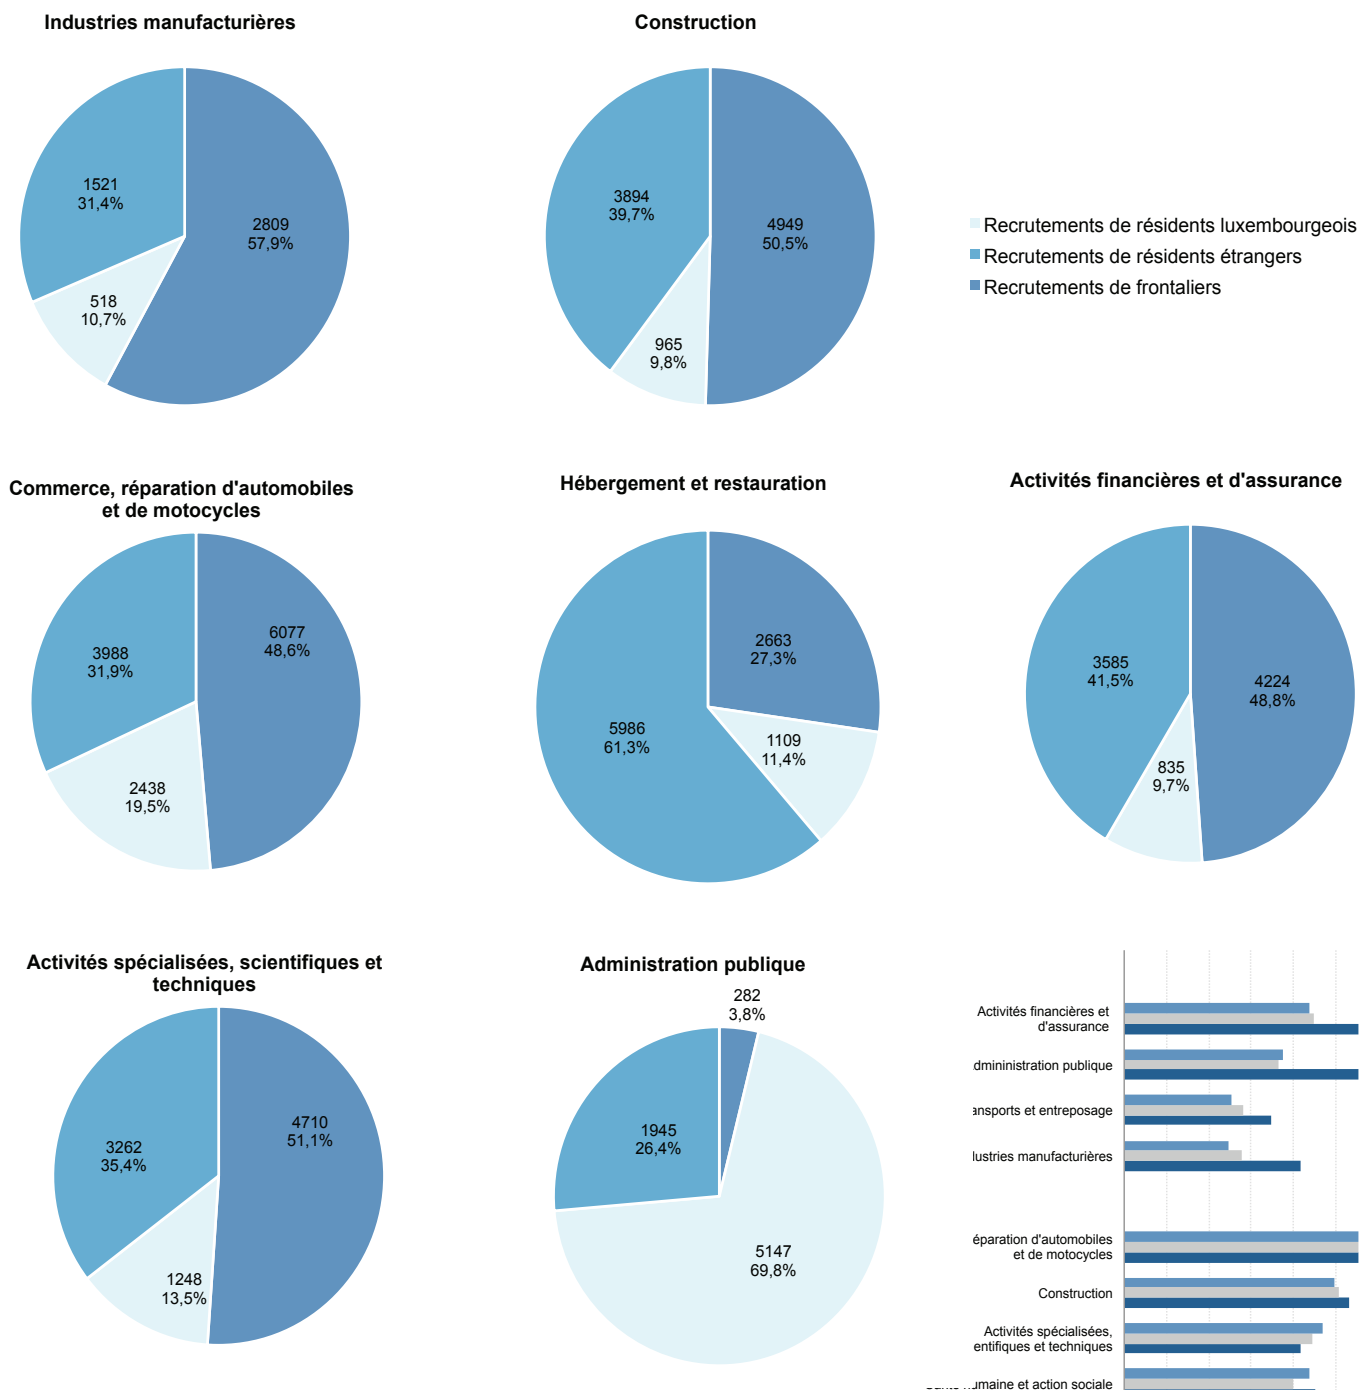 Industries manufacturières
1521
31,4%
2809
57,9%
518
10,7%
Construction
3894
39,7%
4949
50,5%
965
9,8%
Recrutements de résidents luxembourgeois
Recrutements de résidents étrangers
Recrutements de frontaliers
Commerce, réparation d'automobiles
et de motocycles
3988
31,9%
6077
48,6%
2438
19,5%
Hébergement et restauration
2663
27,3%
5986
61,3%
1109
11,4%
Activités financières et d'assurance
3585
41,5%
4224
48,8%
835
9,7%
Activités spécialisées, scientifiques et
techniques
3262
35,4%
4710
51,1%
1248
13,5%
Administration publique
282
3,8%
1945
26,4%
5147
69,8%
Activités financières et
d'assurance
dmininistration publique
ansports et entreposage
lustries manufacturières
éparation d'automobiles
et de motocycles
Construction
Activités spécialisées,
entifiques et techniques
umaine et action sociale